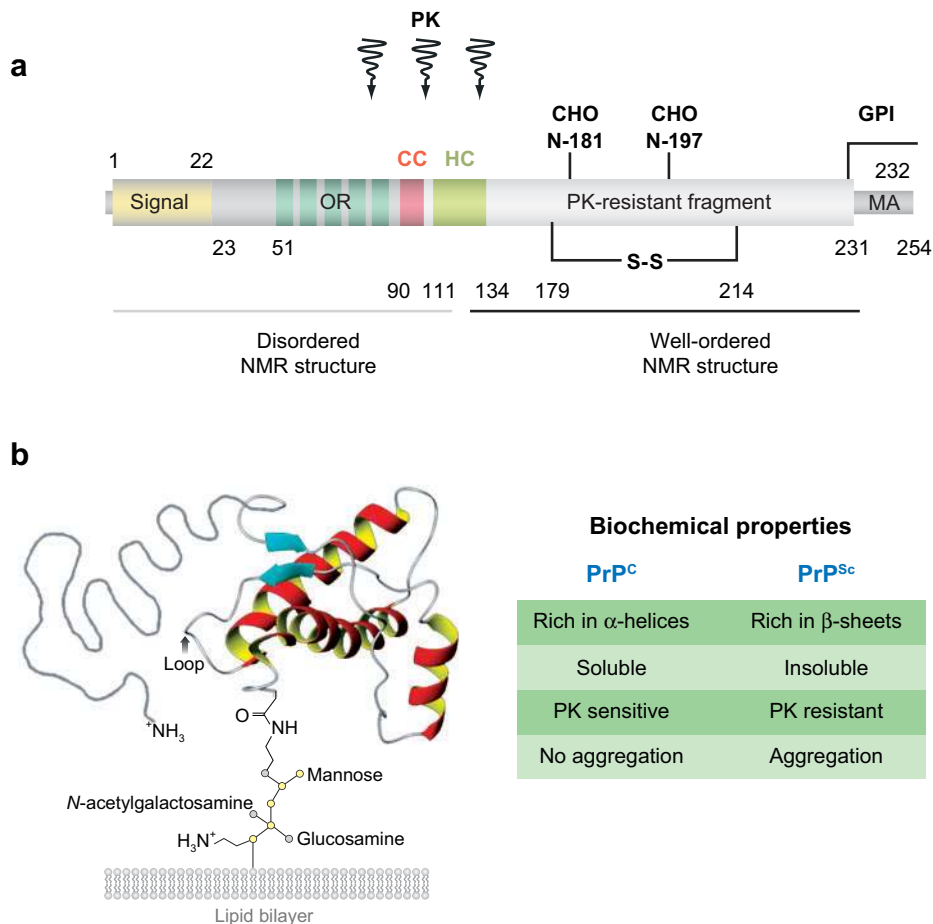 a
PK
CHO
N-181
CHO
N-197
GPI
1
22
CC
HC
232
Signal
OR
PK-resistant fragment
MA
23
51
S-S
231
254
90
111
134
179
214
Disordered
NMR structure
Well-ordered
NMR structure
b
Loop
+NH3
O
NH
Mannose
N-acetylgalactosamine
H3N+
Glucosamine
Lipid bilayer
Biochemical properties
PrPC PrPSc
Rich in α-helices Rich in β-sheets
Soluble Insoluble
PK sensitive PK resistant
No aggregation Aggregation